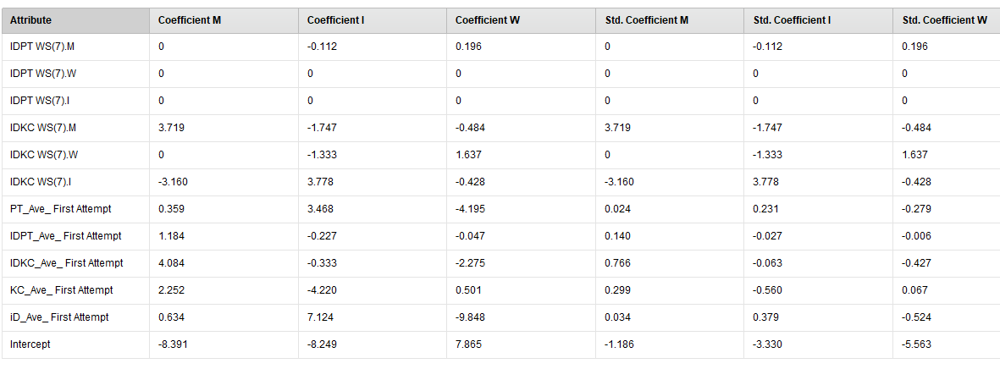 Attribute Coefficient M Coefficient I Coefficient W Std. Coefficient M Std. Coefficient I Std. Coefficient W
IDPT WS(7).M 0 -0.112 0.196 0 -0.112 0.196
IDPT WS(7).W 0 0 0 0 0 0
IDPT WS(7).I 0 0 0 0 0 0
IDKC WS(7).M 3.719 -1.747 -0.484 3.719 -1.747 -0.484
IDKC WS(7).W 0 -1.333 1.637 0 -1.333 1.637
IDKC WS(7).I -3.160 3.778 -0.428 -3.160 3.778 -0.428
PT_Ave_ First Attempt 0.359 3.468 -4.195 0.024 0.231 -0.279
IDPT_Ave_ First Attempt 1.184 -0.227 -0.047 0.140 -0.027 -0.006
IDKC_Ave_ First Attempt 4.084 -0.333 -2.275 0.766 -0.063 -0.427
KC_Ave_ First Attempt 2.252 -4.220 0.501 0.299 -0.560 0.067
iD_Ave_ First Attempt 0.634 7.124 -9.848 0.034 0.379 -0.524
Intercept -8.391 -8.249 7.865 -1.186 -3.330 -5.563